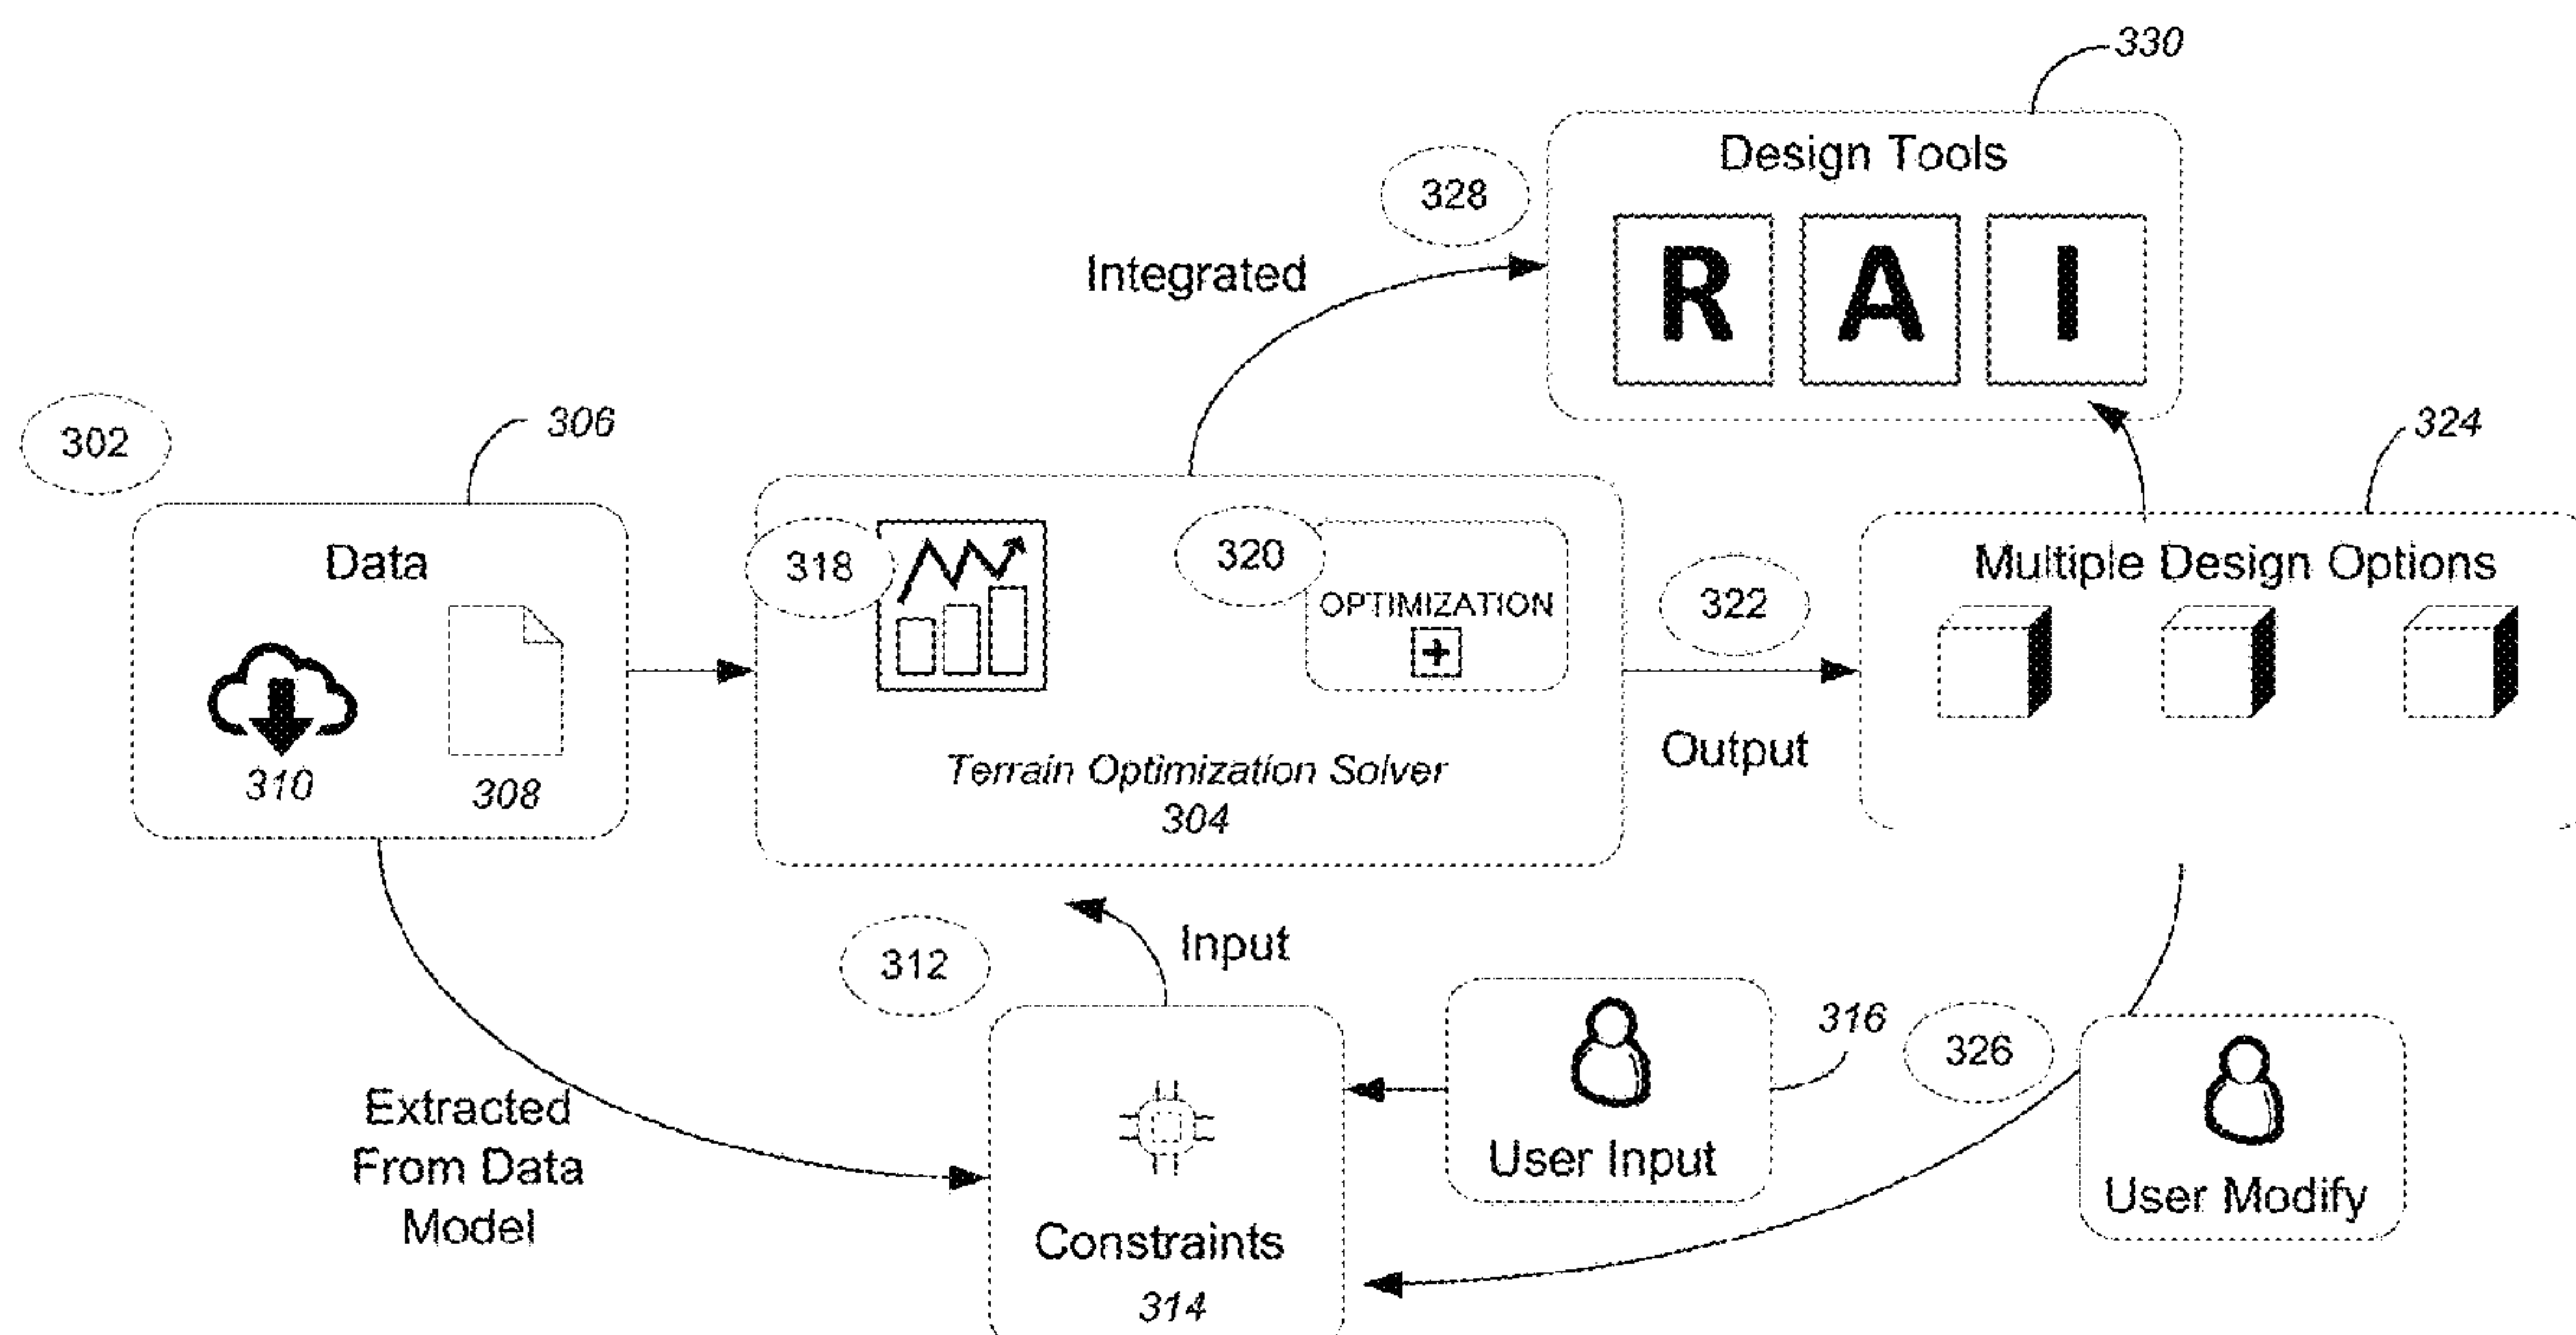 330
Design Tools
328
R A I
Integrated
302
306
324
Data
310
308
318
320
OPTIMIZATION
+
Terrain Optimization Solver
304
322
Output
Multiple Design Options
312
Input
316
326
User Input
User Modify
Extracted
From Data
Model
Constraints
314